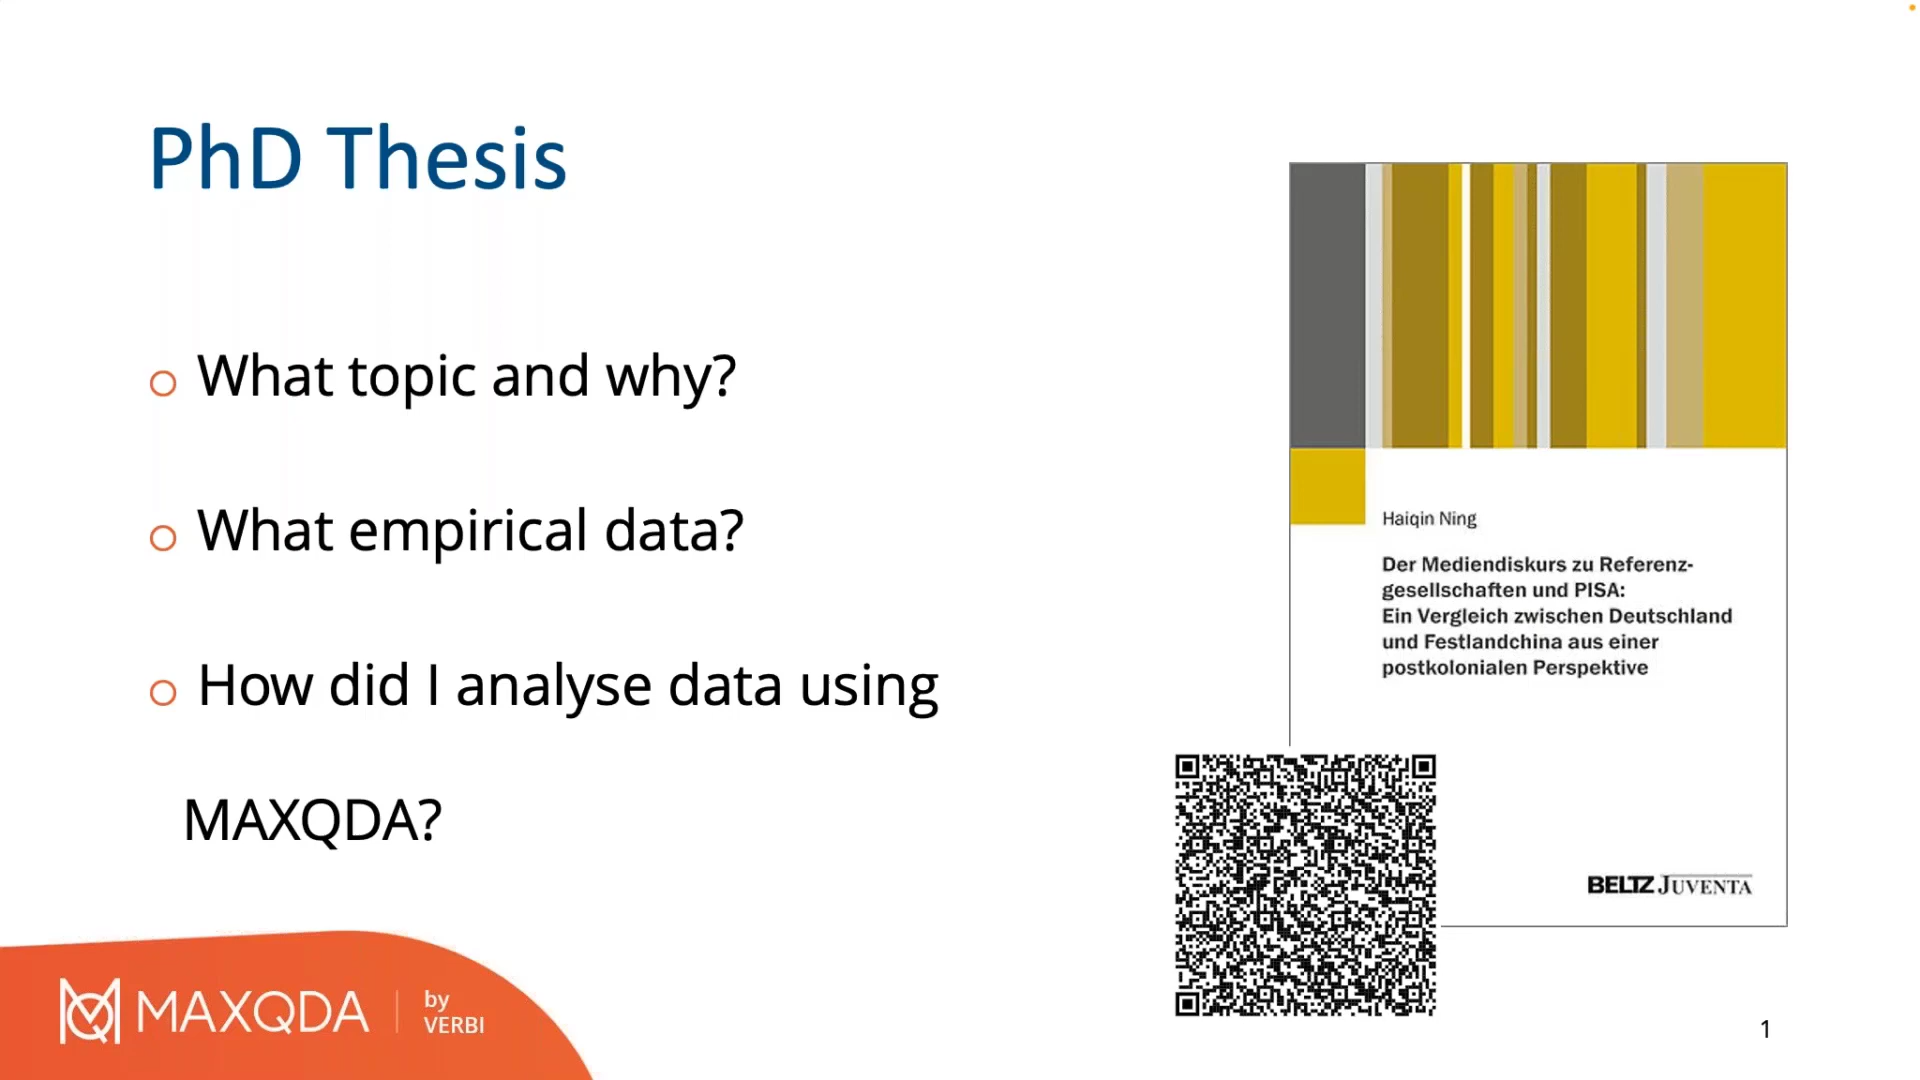 PhD Thesis
What topic and why?
What empirical data?
How did I analyse data using
MAXQDA?
Haiqin Ning
Der Mediendiskurs zu Referenz-
gesellschaften und PISA:
Ein Vergleich zwischen Deutschland
und Festlandchina aus einer
postkolonialen Perspektive
BELTZ JUVENTA
MAXQDA | by
VERBI
1